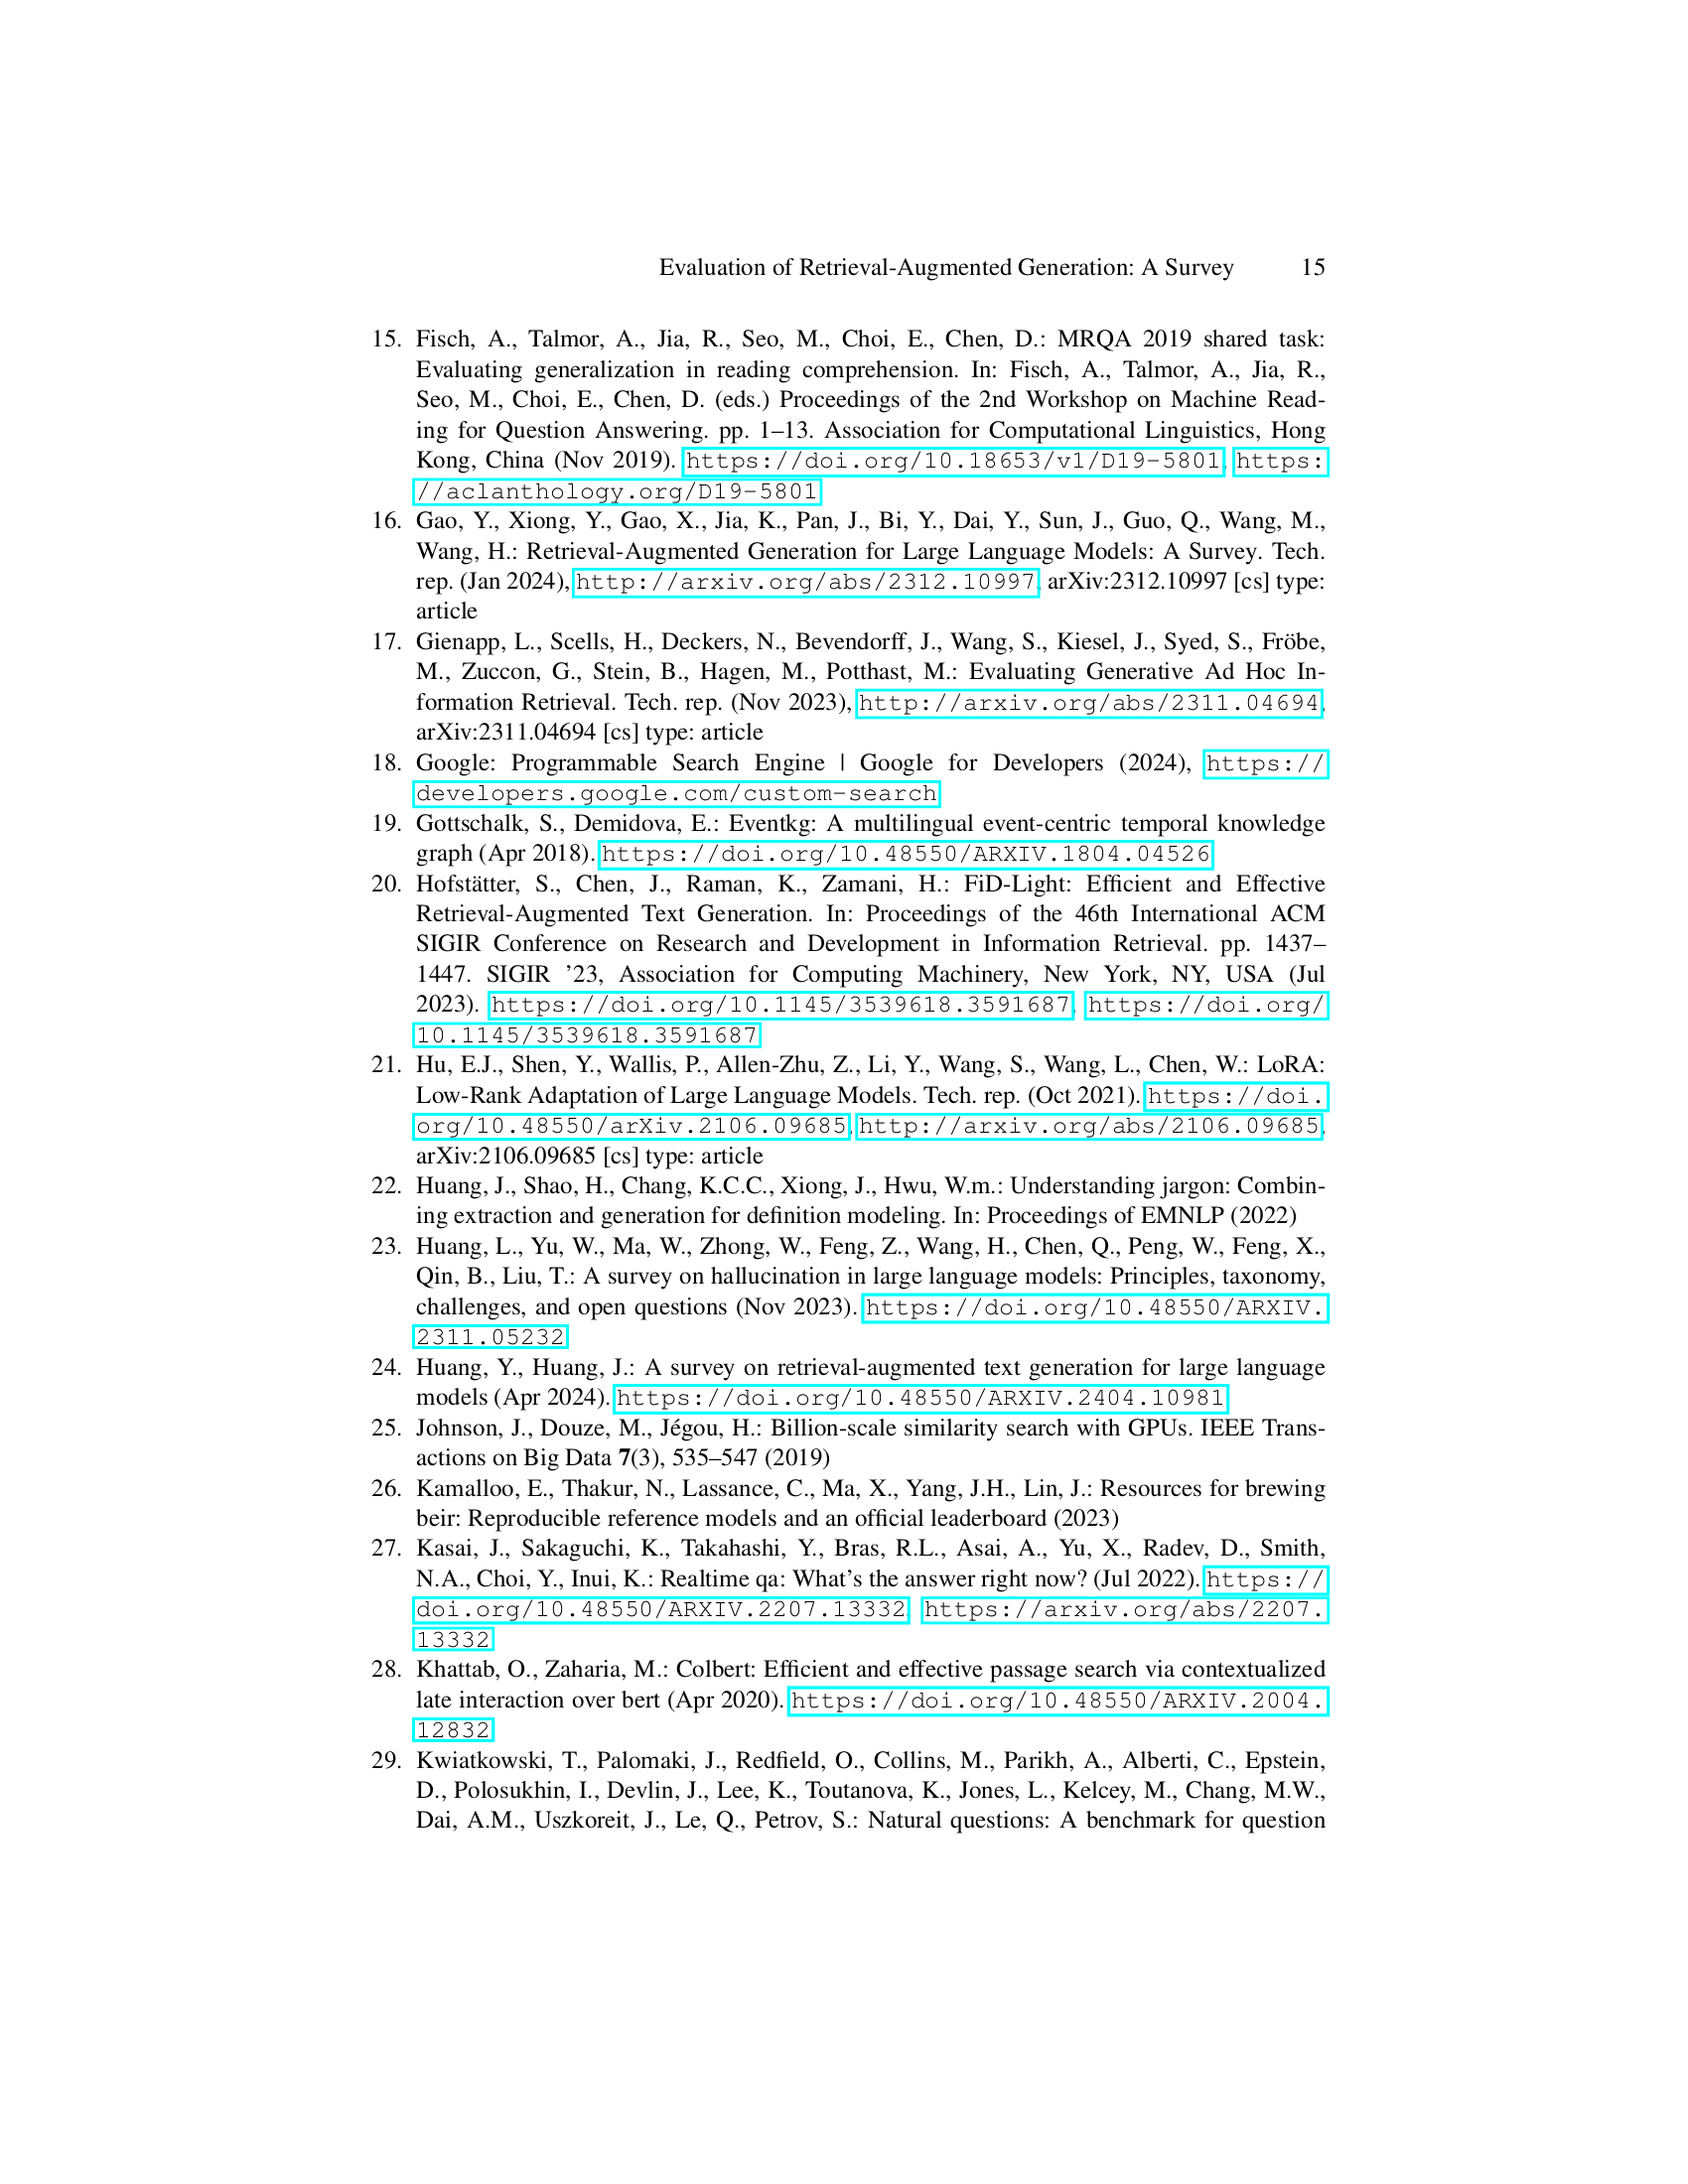 Evaluation of Retrieval-Augmented Generation: A Survey 15
15. Fisch, A., Talmor, A., Jia, R., Seo, M., Choi, E., Chen, D.: MRQA 2019 shared task:
Evaluating generalization in reading comprehension. In: Fisch, A., Talmor, A., Jia, R.,
Seo, M., Choi, E., Chen, D. (eds.) Proceedings of the 2nd Workshop on Machine Read-
ing for Question Answering. pp. 1–13. Association for Computational Linguistics, Hong
Kong, China (Nov 2019). https://doi.org/10.18653/v1/D19-5801, https:
//aclanthology.org/D19-5801
16. Gao, Y., Xiong, Y., Gao, X., Jia, K., Pan, J., Bi, Y., Dai, Y., Sun, J., Guo, Q., Wang, M.,
Wang, H.: Retrieval-Augmented Generation for Large Language Models: A Survey. Tech.
rep. (Jan 2024), http://arxiv.org/abs/2312.10997, arXiv:2312.10997 [cs] type:
article
17. Gienapp, L., Scells, H., Deckers, N., Bevendorff, J., Wang, S., Kiesel, J., Syed, S., Fröbe,
M., Zuccon, G., Stein, B., Hagen, M., Potthast, M.: Evaluating Generative Ad Hoc In-
formation Retrieval. Tech. rep. (Nov 2023), http://arxiv.org/abs/2311.04694,
arXiv:2311.04694 [cs] type: article
18. Google: Programmable Search Engine | Google for Developers (2024), https://
developers.google.com/custom-search
19. Gottschalk, S., Demidova, E.: Eventkg: A multilingual event-centric temporal knowledge
graph (Apr 2018). https://doi.org/10.48550/ARXIV.1804.04526
20. Hofstätter, S., Chen, J., Raman, K., Zamani, H.: FiD-Light: Efficient and Effective
Retrieval-Augmented Text Generation. In: Proceedings of the 46th International ACM
SIGIR Conference on Research and Development in Information Retrieval. pp. 1437–
1447. SIGIR ’23, Association for Computing Machinery, New York, NY, USA (Jul
2023). https://doi.org/10.1145/3539618.3591687, https://doi.org/
10.1145/3539618.3591687
21. Hu, E.J., Shen, Y., Wallis, P., Allen-Zhu, Z., Li, Y., Wang, S., Wang, L., Chen, W.: LoRA:
Low-Rank Adaptation of Large Language Models. Tech. rep. (Oct 2021). https://doi.
org/10.48550/arXiv.2106.09685, http://arxiv.org/abs/2106.09685,
arXiv:2106.09685 [cs] type: article
22. Huang, J., Shao, H., Chang, K.C.C., Xiong, J., Hwu, W.m.: Understanding jargon: Combin-
ing extraction and generation for definition modeling. In: Proceedings of EMNLP (2022)
23. Huang, L., Yu, W., Ma, W., Zhong, W., Feng, Z., Wang, H., Chen, Q., Peng, W., Feng, X.,
Qin, B., Liu, T.: A survey on hallucination in large language models: Principles, taxonomy,
challenges, and open questions (Nov 2023). https://doi.org/10.48550/ARXIV.
2311.05232
24. Huang, Y., Huang, J.: A survey on retrieval-augmented text generation for large language
models (Apr 2024). https://doi.org/10.48550/ARXIV.2404.10981
25. Johnson, J., Douze, M., Jégou, H.: Billion-scale similarity search with GPUs. IEEE Trans-
actions on Big Data 7(3), 535–547 (2019)
26. Kamalloo, E., Thakur, N., Lassance, C., Ma, X., Yang, J.H., Lin, J.: Resources for brewing
beir: Reproducible reference models and an official leaderboard (2023)
27. Kasai, J., Sakaguchi, K., Takahashi, Y., Bras, R.L., Asai, A., Yu, X., Radev, D., Smith,
N.A., Choi, Y., Inui, K.: Realtime qa: What’s the answer right now? (Jul 2022). https://
doi.org/10.48550/ARXIV.2207.13332, https://arxiv.org/abs/2207.
13332
28. Khattab, O., Zaharia, M.: Colbert: Efficient and effective passage search via contextualized
late interaction over bert (Apr 2020). https://doi.org/10.48550/ARXIV.2004.
12832
29. Kwiatkowski, T., Palomaki, J., Redfield, O., Collins, M., Parikh, A., Alberti, C., Epstein,
D., Polosukhin, I., Devlin, J., Lee, K., Toutanova, K., Jones, L., Kelcey, M., Chang, M.W.,
Dai, A.M., Uszkoreit, J., Le, Q., Petrov, S.: Natural questions: A benchmark for question